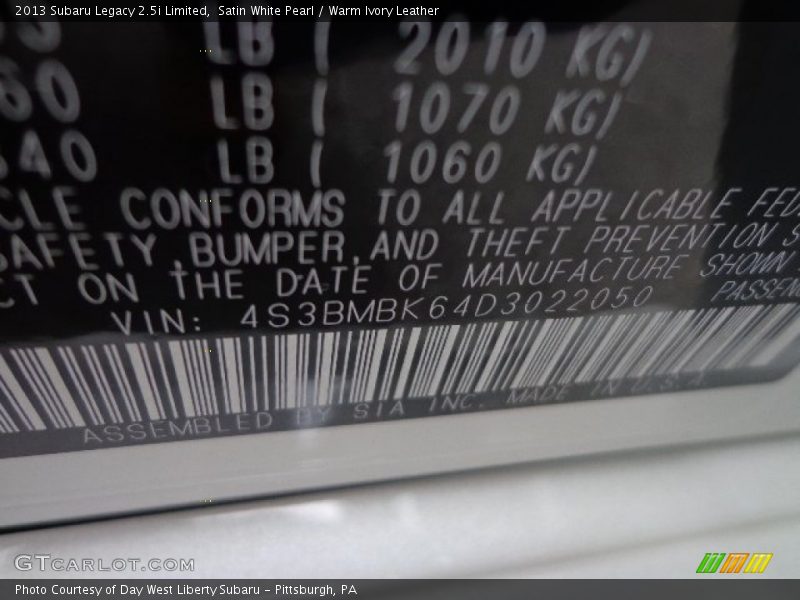 2013 Subaru Legacy 2.5i Limited, Satin White Pearl / Warm Ivory Leather
LB ( 2010 KG)
60 LB ( 1070 KG)
340 LB ( 1060 KG)
CLE CONFORMS TO ALL APPLICABLE FEDE
SAFETY, BUMPER, AND THEFT PREVENTION S
CT ON THE DATE OF MANUFACTURE SHOWN
VIN: 4S3BMBK64D3022050 PASSEN
ASSEMBLED BY SIA INC. MADE IN U.S.A
GTCARLOT.COM
Photo Courtesy of Day West Liberty Subaru - Pittsburgh, PA